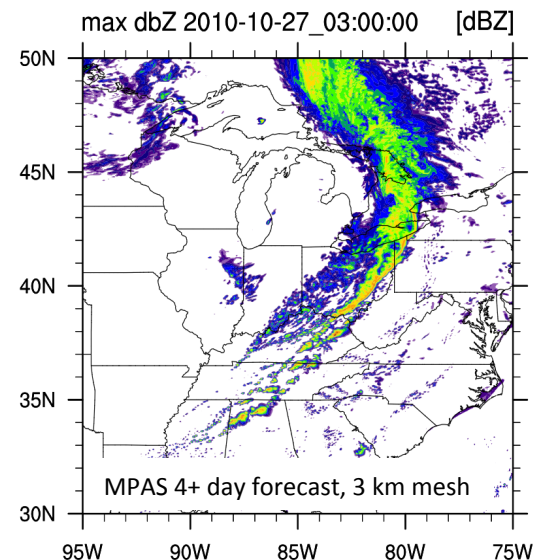 max dbZ 2010-10-27_03:00:00 [dBZ]
50N
45N
40N
35N
MPAS 4+ day forecast, 3 km mesh
30N
95W 90W 85W 80W 75W